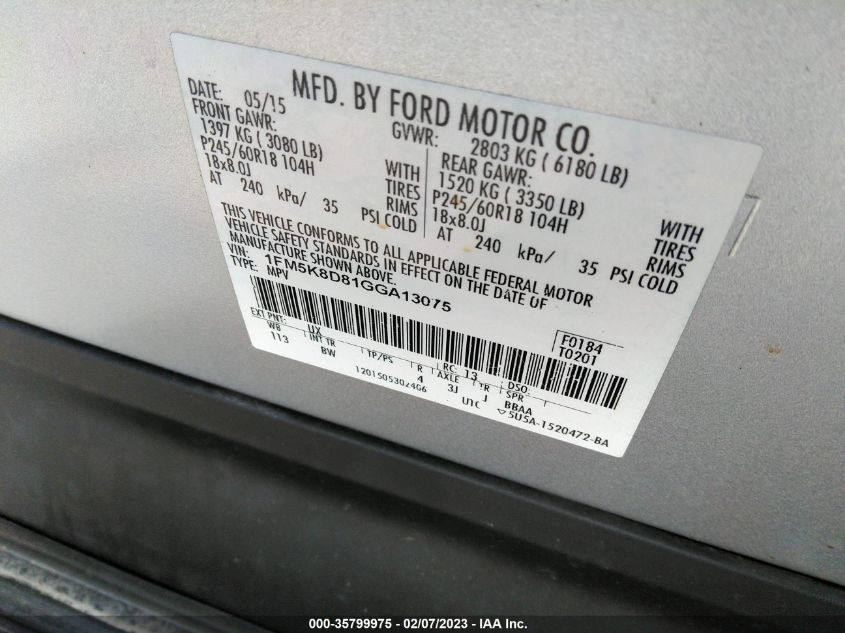 MFD. BY FORD MOTOR CO.
DATE: 05/15
GVWR: 2803 KG ( 6180 LB)
FRONT GAWR:
1397 KG ( 3080 LB)
P245/60R18 104H
18x8.0J
AT 240 kPa/ 35 PSI COLD
WITH
TIRES
RIMS
REAR GAWR:
1520 KG ( 3350 LB)
P245/60R18 104H
18x8.0J
AT 240 kPa/ 35 PSI COLD
WITH
TIRES
RIMS
THIS VEHICLE CONFORMS TO ALL APPLICABLE FEDERAL MOTOR
VEHICLE SAFETY STANDARDS IN EFFECT ON THE DATE OF
MANUFACTURE SHOWN ABOVE.
VIN: 1FM5K8D81GGA13075
TYPE: MPV
F0184
T0201
EXT PNT: UX RC: 13 DSO:
WB INT TR TP/PS R AXLE TR SPR
113 BW 4 3J J BBAA
12015053024G6 UTC
5U5A-1520472-BA
000-35799975 — 02/07/2023 — IAA Inc.